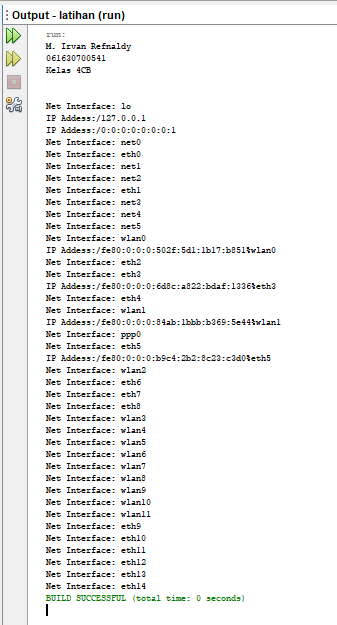 Output - latihan (run)
run:
M. Irvan Refnaldy
061630700541
Kelas 4CB
Net Interface: lo
IP Addess:/127.0.0.1
IP Addess:/0:0:0:0:0:0:0:1
Net Interface: net0
Net Interface: eth0
Net Interface: net1
Net Interface: net2
Net Interface: eth1
Net Interface: net3
Net Interface: net4
Net Interface: net5
Net Interface: wlan0
IP Addess:/fe80:0:0:0:502f:5d1:1b17:b851%wlan0
Net Interface: eth2
Net Interface: eth3
IP Addess:/fe80:0:0:0:6d8c:a822:bdaf:1336%eth3
Net Interface: eth4
Net Interface: wlan1
IP Addess:/fe80:0:0:0:84ab:1bbb:b369:5e44%wlan1
Net Interface: ppp0
Net Interface: eth5
IP Addess:/fe80:0:0:0:b9c4:2b2:8c23:c3d0%eth5
Net Interface: wlan2
Net Interface: eth6
Net Interface: eth7
Net Interface: eth8
Net Interface: wlan3
Net Interface: wlan4
Net Interface: wlan5
Net Interface: wlan6
Net Interface: wlan7
Net Interface: wlan8
Net Interface: wlan9
Net Interface: wlan10
Net Interface: wlan11
Net Interface: eth9
Net Interface: eth10
Net Interface: eth11
Net Interface: eth12
Net Interface: eth13
Net Interface: eth14
BUILD SUCCESSFUL (total time: 0 seconds)